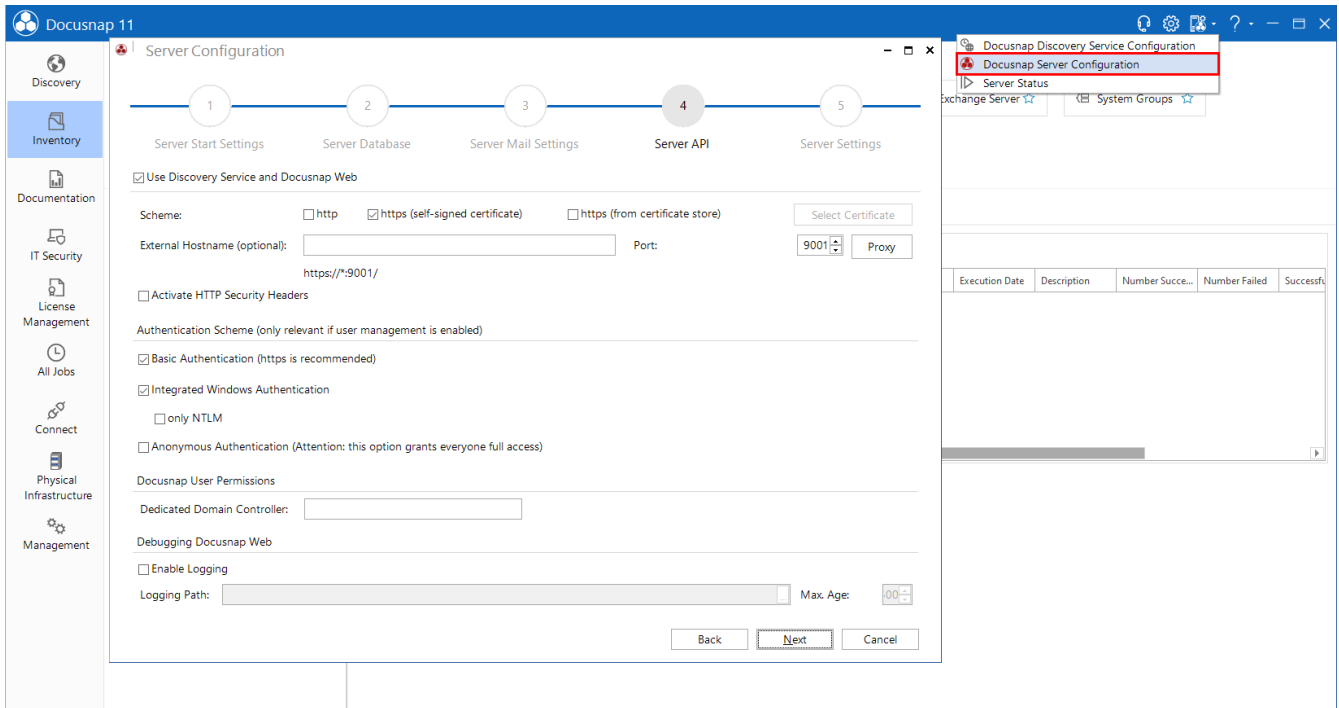 Docusnap 11
?
Docusnap Discovery Service Configuration
Docusnap Server Configuration
Server Status
Discovery
Inventory
Documentation
IT Security
License
Management
All Jobs
Connect
Physical
Infrastructure
Management
Server Configuration
1 2 3 4 5
Server Start Settings Server Database Server Mail Settings Server API Server Settings
Use Discovery Service and Docusnap Web
Scheme: http https (self-signed certificate) https (from certificate store) Select Certificate
External Hostname (optional): Port: 9001 Proxy
https://*:9001/
Activate HTTP Security Headers
Authentication Scheme (only relevant if user management is enabled)
Basic Authentication (https is recommended)
Integrated Windows Authentication
only NTLM
Anonymous Authentication (Attention: this option grants everyone full access)
Docusnap User Permissions
Dedicated Domain Controller:
Debugging Docusnap Web
Enable Logging
Logging Path: ... Max. Age: 00
Back Next Cancel
Exchange Server System Groups
Execution Date Description Number Succe... Number Failed Successfu